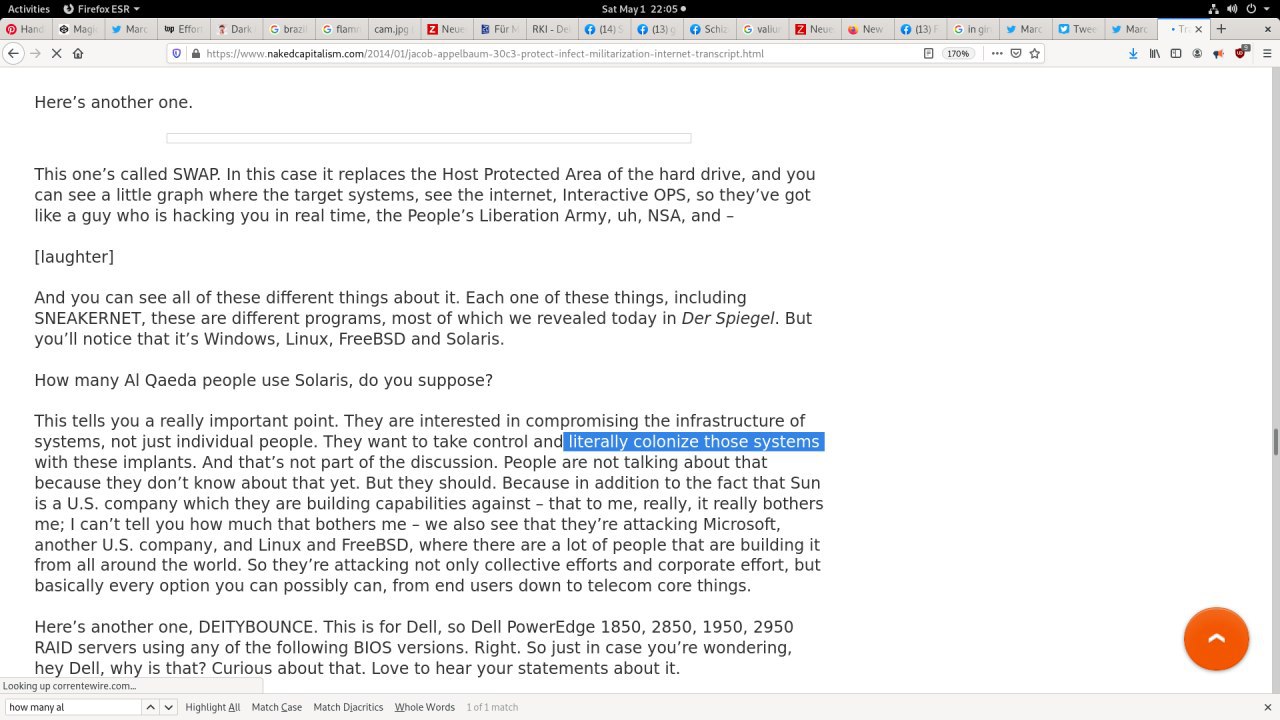 Activities Firefox ESR Sat May 1 22:05
Hand Magi Marc Effort Dark brazil flamm cam.jpg Neue Für M RKI - De (14) S (13) g Schiz valiu Neue New (13) F in gir Marc Twee Marc Tra
https://www.nakedcapitalism.com/2014/01/jacob-appelbaum-30c3-protect-infect-militarization-internet-transcript.html 170%
Here’s another one.
This one’s called SWAP. In this case it replaces the Host Protected Area of the hard drive, and you
can see a little graph where the target systems, see the internet, Interactive OPS, so they’ve got
like a guy who is hacking you in real time, the People’s Liberation Army, uh, NSA, and –
[laughter]
And you can see all of these different things about it. Each one of these things, including
SNEAKERNET, these are different programs, most of which we revealed today in Der Spiegel. But
you’ll notice that it’s Windows, Linux, FreeBSD and Solaris.
How many Al Qaeda people use Solaris, do you suppose?
This tells you a really important point. They are interested in compromising the infrastructure of
systems, not just individual people. They want to take control and literally colonize those systems
with these implants. And that’s not part of the discussion. People are not talking about that
because they don’t know about that yet. But they should. Because in addition to the fact that Sun
is a U.S. company which they are building capabilities against – that to me, really, it really bothers
me; I can’t tell you how much that bothers me – we also see that they’re attacking Microsoft,
another U.S. company, and Linux and FreeBSD, where there are a lot of people that are building it
from all around the world. So they’re attacking not only collective efforts and corporate effort, but
basically every option you can possibly can, from end users down to telecom core things.
Here’s another one, DEITYBOUNCE. This is for Dell, so Dell PowerEdge 1850, 2850, 1950, 2950
RAID servers using any of the following BIOS versions. Right. So just in case you’re wondering,
hey Dell, why is that? Curious about that. Love to hear your statements about it.
Looking up correntewire.com...
how many al Highlight All Match Case Match Diacritics Whole Words 1 of 1 match